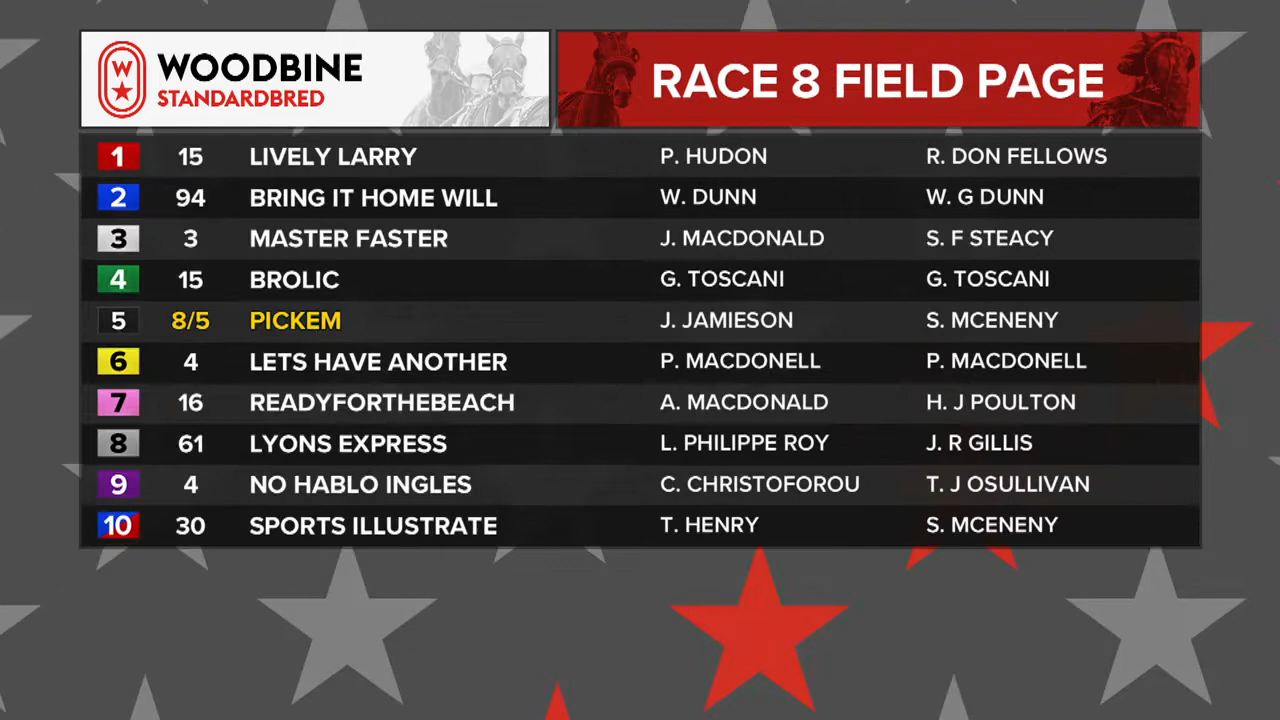 W
WOODBINE
STANDARDBRED
RACE 8 FIELD PAGE
1 15 LIVELY LARRY P. HUDON R. DON FELLOWS
2 94 BRING IT HOME WILL W. DUNN W. G DUNN
3 3 MASTER FASTER J. MACDONALD S. F STEACY
4 15 BROLIC G. TOSCANI G. TOSCANI
5 8/5 PICKEM J. JAMIESON S. MCENENY
6 4 LETS HAVE ANOTHER P. MACDONELL P. MACDONELL
7 16 READYFORTHEBEACH A. MACDONALD H. J POULTON
8 61 LYONS EXPRESS L. PHILIPPE ROY J. R GILLIS
9 4 NO HABLO INGLES C. CHRISTOFOROU T. J OSULLIVAN
10 30 SPORTS ILLUSTRATE T. HENRY S. MCENENY